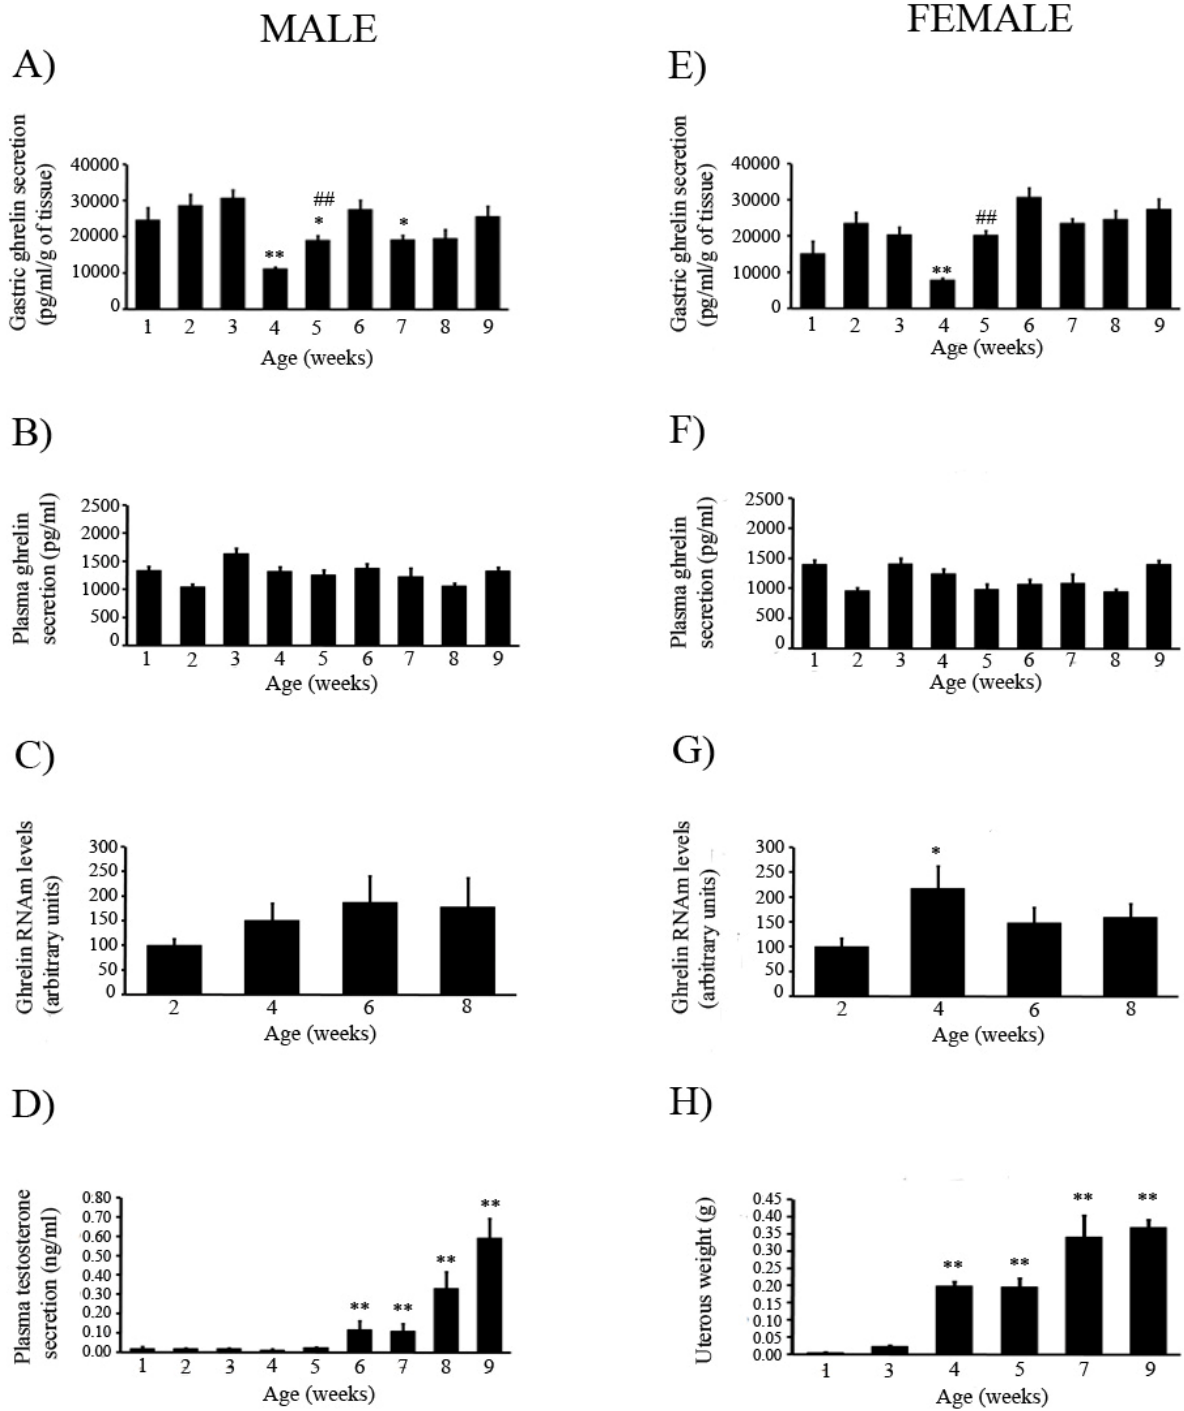 MALE
FEMALE
A)
Gastric ghrelin secretion
(pg/ml/g of tissue)
40000
30000
20000
10000
0
##
*
*
**
1 2 3 4 5 6 7 8 9
Age (weeks)
E)
Gastric ghrelin secretion
(pg/ml/g of tissue)
40000
30000
20000
10000
0
##
**
1 2 3 4 5 6 7 8 9
Age (weeks)
B)
Plasma ghrelin
secretion (pg/ml)
2500
2000
1500
1000
500
0
1 2 3 4 5 6 7 8 9
Age (weeks)
F)
Plasma ghrelin
secretion (pg/ml)
2500
2000
1500
1000
500
0
1 2 3 4 5 6 7 8 9
Age (weeks)
C)
Ghrelin RNAm levels
(arbitrary units)
300
250
200
150
100
50
0
2 4 6 8
Age (weeks)
G)
Ghrelin RNAm levels
(arbitrary units)
300
250
200
150
100
50
0
*
2 4 6 8
Age (weeks)
D)
Plasma testosterone
secretion (ng/ml)
0.80
0.70
0.60
0.50
0.40
0.30
0.20
0.10
0.00
** ** ** **
1 2 3 4 5 6 7 8 9
Age (weeks)
H)
Uterous weight (g)
0.45
0.40
0.35
0.30
0.25
0.20
0.15
0.10
0.05
0.00
** ** ** **
1 3 4 5 7 9
Age (weeks)